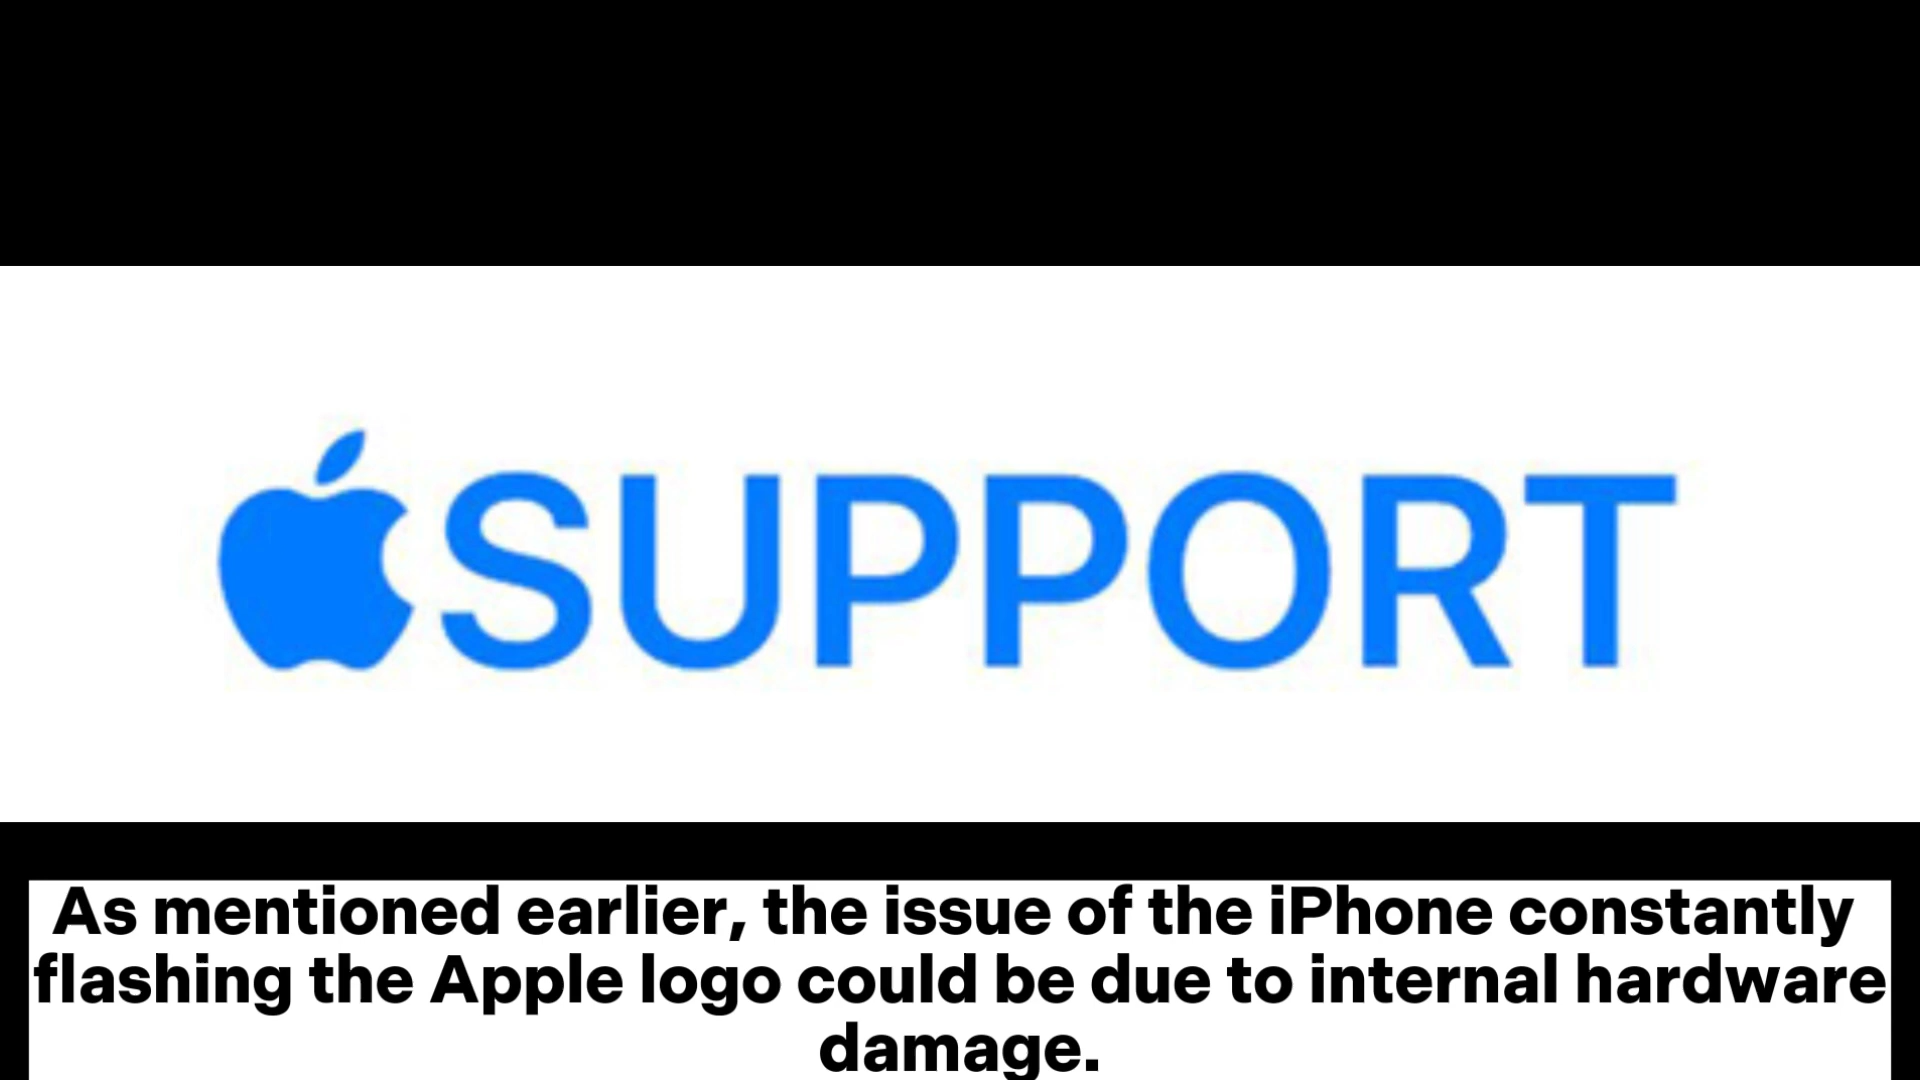 SUPPORT
As mentioned earlier, the issue of the iPhone constantly
flashing the Apple logo could be due to internal hardware
damage.